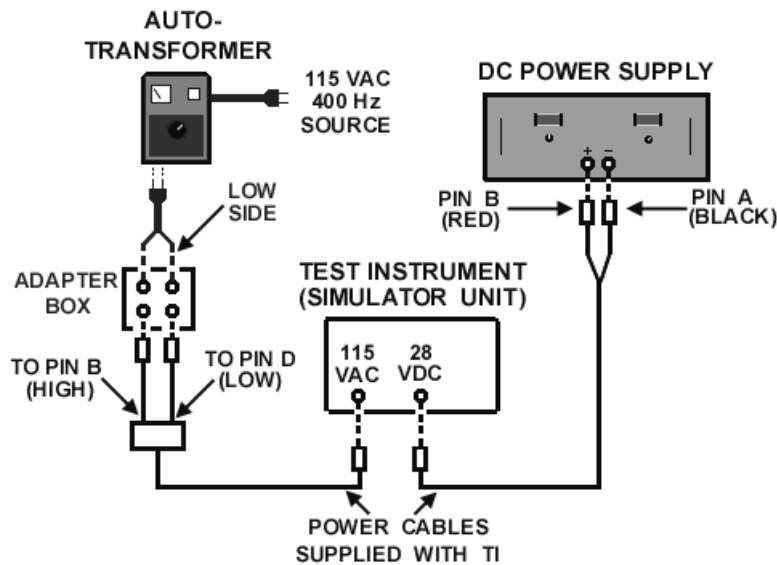 AUTO-
TRANSFORMER
115 VAC
400 Hz
SOURCE
DC POWER SUPPLY
+ −
LOW
SIDE
PIN B
(RED)
PIN A
(BLACK)
ADAPTER
BOX
TEST INSTRUMENT
(SIMULATOR UNIT)
115
VAC
28
VDC
TO PIN B
(HIGH)
TO PIN D
(LOW)
POWER CABLES
SUPPLIED WITH TI